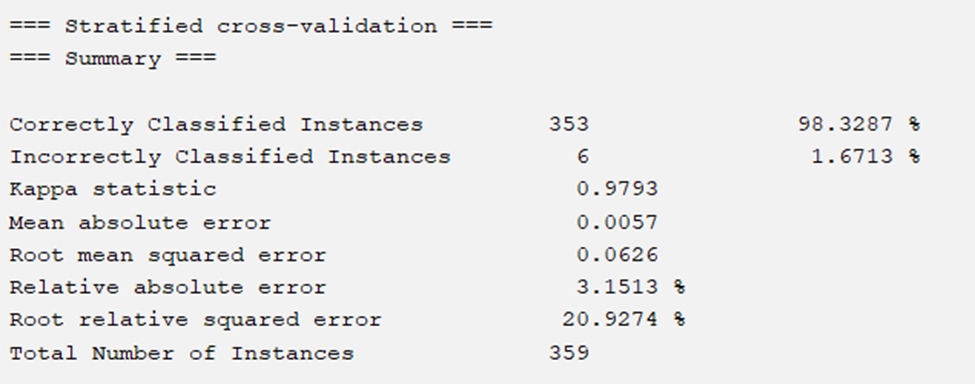 === Stratified cross-validation ===
=== Summary ===
Correctly Classified Instances 353 98.3287 %
Incorrectly Classified Instances 6 1.6713 %
Kappa statistic 0.9793
Mean absolute error 0.0057
Root mean squared error 0.0626
Relative absolute error 3.1513 %
Root relative squared error 20.9274 %
Total Number of Instances 359